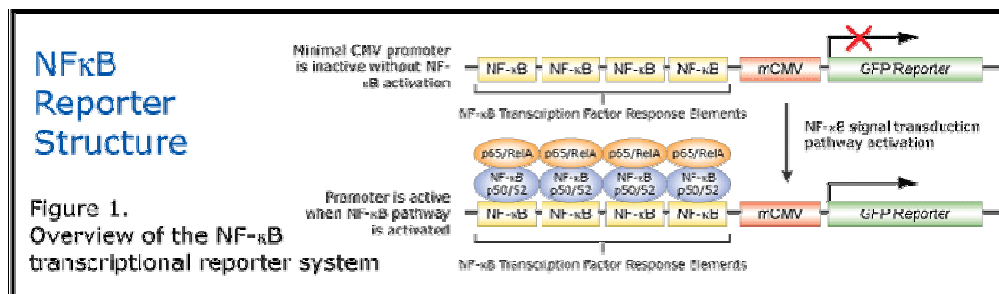 NFκB
Reporter
Structure
Figure 1.
Overview of the NF-κB
transcriptional reporter system
Minimal CMV promoter
is inactive without NF-
κB activation
NF-κB NF-κB NF-κB NF-κB mCMV GFP Reporter
NF-κB Transcription Factor Response Elements
NF-κB signal transduction
pathway activation
p65/RelA p65/RelA p65/RelA p65/RelA
NF-κB NF-κB NF-κB NF-κB
p50/52 p50/52 p50/52 p50/52
Promoter is active
when NF-κB pathway
is activated
NF-κB NF-κB NF-κB NF-κB mCMV GFP Reporter
NF-κB Transcription Factor Response Elements